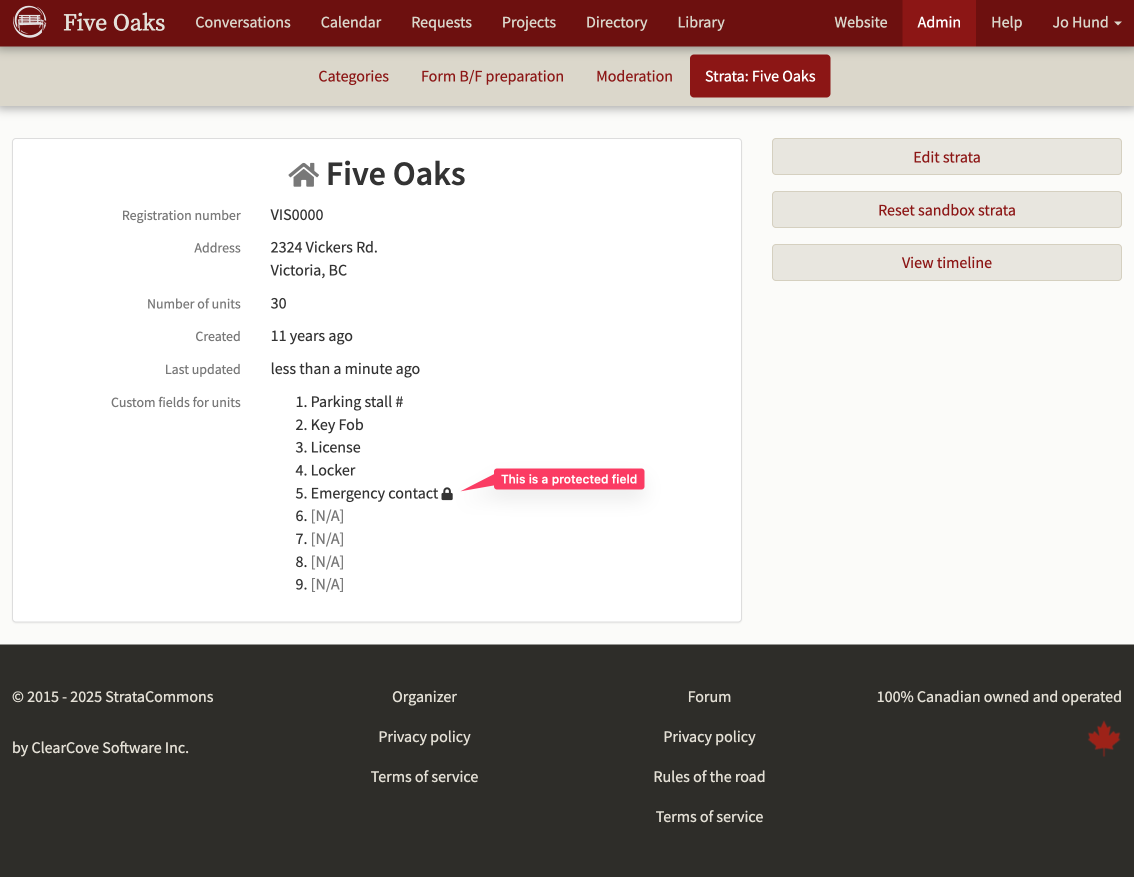 Five Oaks Conversations Calendar Requests Projects Directory Library Website Admin Help Jo Hund
Categories Form B/F preparation Moderation Strata: Five Oaks
Five Oaks
Registration number VIS0000
Address 2324 Vickers Rd.
Victoria, BC
Number of units 30
Created 11 years ago
Last updated less than a minute ago
Custom fields for units 1. Parking stall #
2. Key Fob
3. License
4. Locker
This is a protected field
5. Emergency contact
6. [N/A]
7. [N/A]
8. [N/A]
9. [N/A]
Edit strata
Reset sandbox strata
View timeline
© 2015 - 2025 StrataCommons
by ClearCove Software Inc.
Organizer
Privacy policy
Terms of service
Forum
Privacy policy
Rules of the road
Terms of service
100% Canadian owned and operated